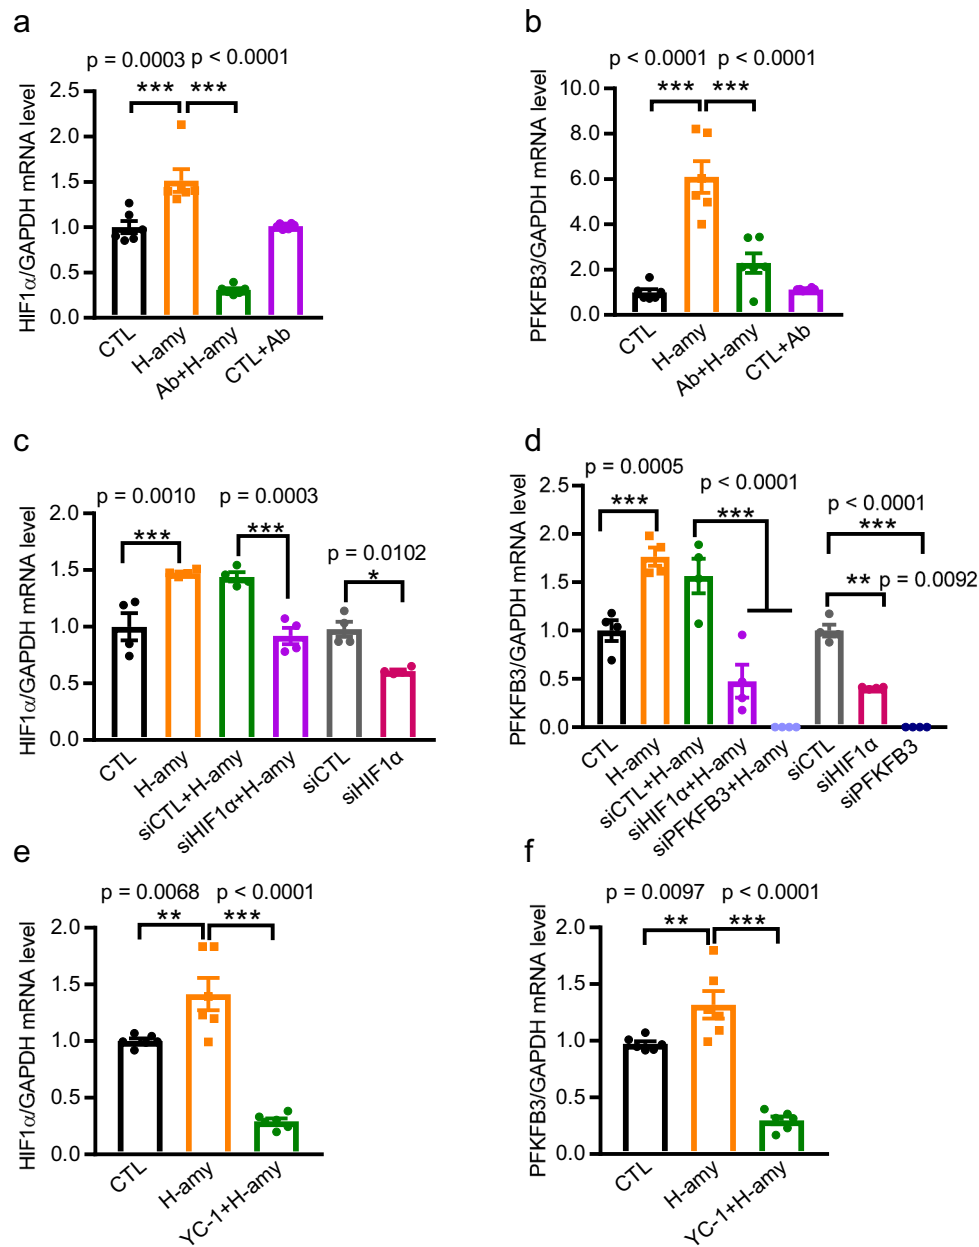 a
p = 0.0003 p < 0.0001
*** ***
HIF1α/GAPDH mRNA level
2.5
2.0
1.5
1.0
0.5
0.0
CTL
H-amy
Ab+H-amy
CTL+Ab
b
p < 0.0001 p < 0.0001
*** ***
PFKFB3/GAPDH mRNA level
10.0
8.0
6.0
4.0
2.0
0.0
CTL
H-amy
Ab+H-amy
CTL+Ab
c
p = 0.0010 p = 0.0003
*** ***
p = 0.0102
*
HIF1α/GAPDH mRNA level
2.0
1.5
1.0
0.5
0.0
CTL
H-amy
siCTL+H-amy
siHIF1α+H-amy
siCTL
siHIF1α
d
p = 0.0005
p < 0.0001
p < 0.0001
*** *** ***
** p = 0.0092
PFKFB3/GAPDH mRNA level
2.5
2.0
1.5
1.0
0.5
0.0
CTL
H-amy
siCTL+H-amy
siHIF1α+H-amy
siPFKFB3+H-amy
siCTL
siHIF1α
siPFKFB3
e
p = 0.0068 p < 0.0001
** ***
HIF1α/GAPDH mRNA level
2.0
1.5
1.0
0.5
0.0
CTL
H-amy
YC-1+H-amy
f
p = 0.0097 p < 0.0001
** ***
PFKFB3/GAPDH mRNA level
2.0
1.5
1.0
0.5
0.0
CTL
H-amy
YC-1+H-amy